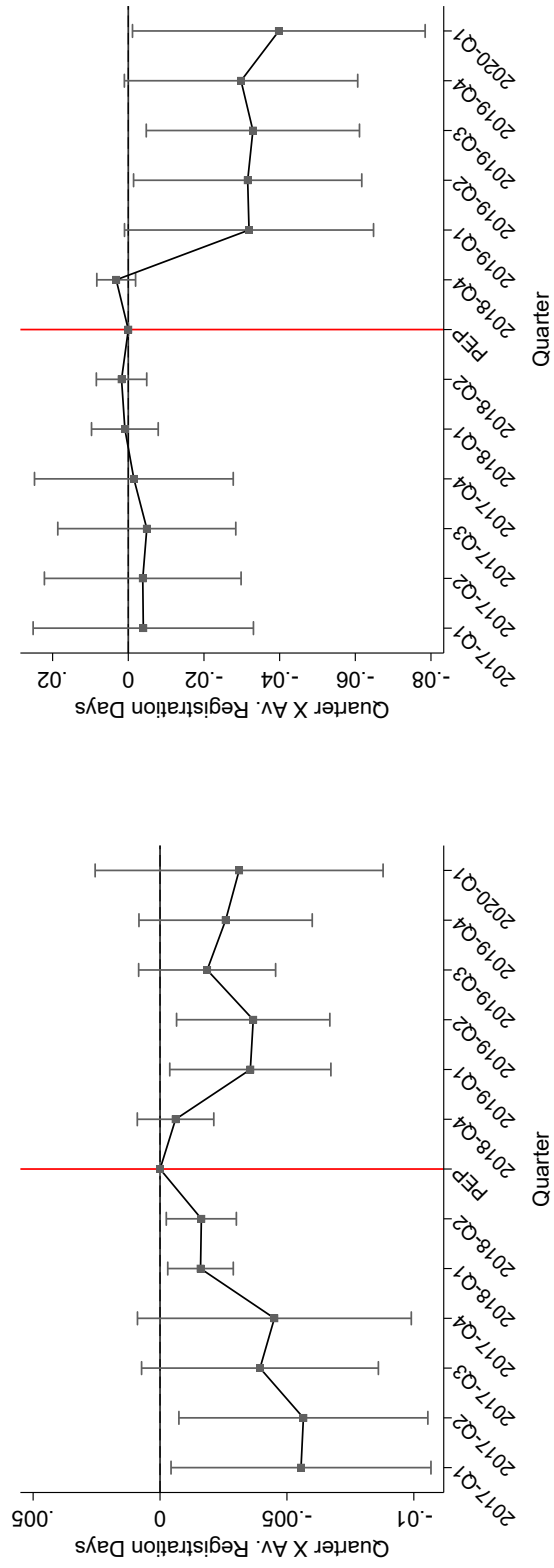 Quarter X Av. Registration Days
.005
0
-.005
-.01
2017-Q1
2017-Q2
2017-Q3
2017-Q4
2018-Q1
2018-Q2
PEP
2018-Q4
2019-Q1
2019-Q2
2019-Q3
2019-Q4
2020-Q1
Quarter
Quarter X Av. Registration Days
.02
0
-.02
-.04
-.06
-.08
2017-Q1
2017-Q2
2017-Q3
2017-Q4
2018-Q1
2018-Q2
PEP
2018-Q4
2019-Q1
2019-Q2
2019-Q3
2019-Q4
2020-Q1
Quarter